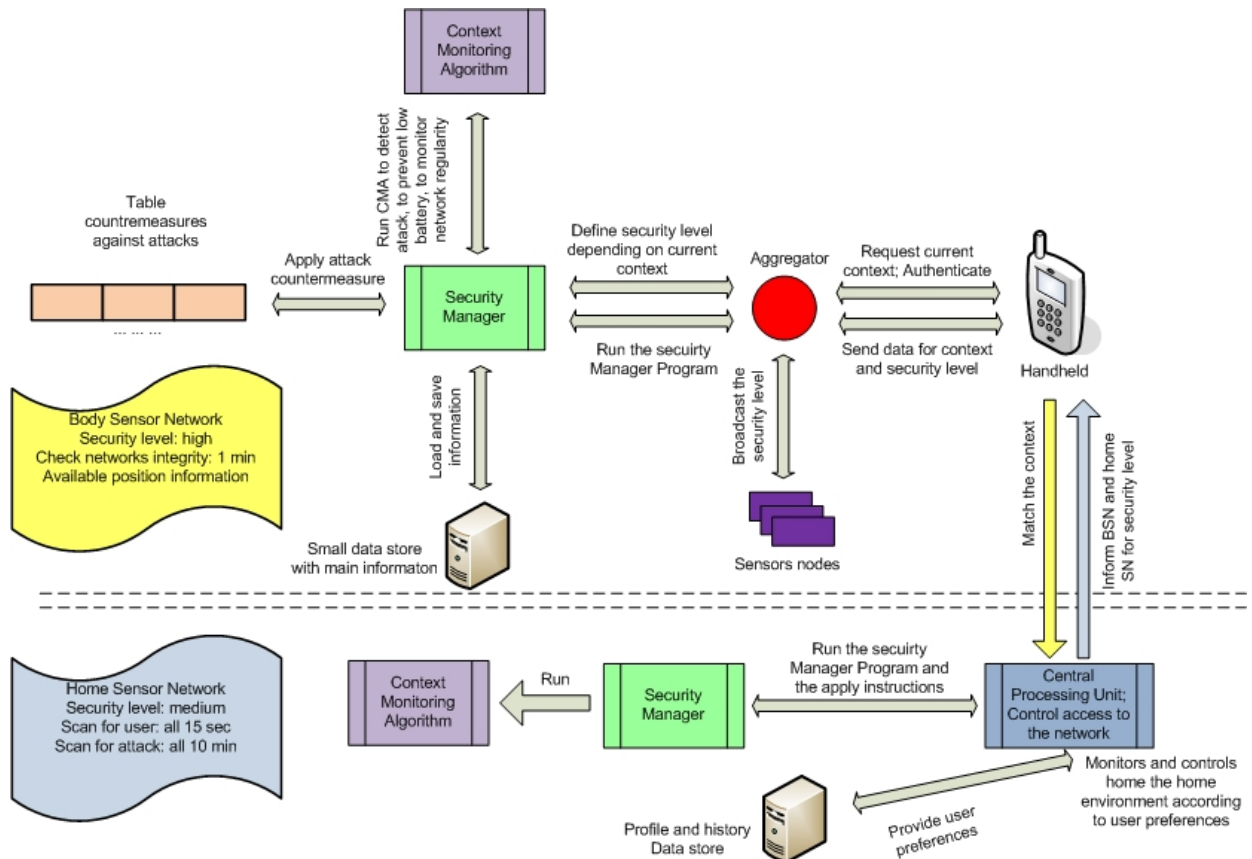 Context
Monitoring
Algorithm
Run CMA to detect
atack, to prevent low
battery, to monitor
network regularity
Table
countremeasures
against attacks
Apply attack
countermeasure
... ... ...
Security
Manager
Define security level
depending on current
context
Run the secuirty
Manager Program
Aggregator
Request current
context; Authenticate
Send data for context
and security level
Handheld
Body Sensor Network
Security level: high
Check networks integrity: 1 min
Available position information
Load and save
information
Small data store
with main informaton
Broadcast the
security level
Sensors nodes
Match the context
Inform BSN and home
SN for security level
Home Sensor Network
Security level: medium
Scan for user: all 15 sec
Scan for attack: all 10 min
Context
Monitoring
Algorithm
Run
Security
Manager
Run the secuirty
Manager Program and
the apply instructions
Central
Processing Unit;
Control access to
the network
Monitors and controls
home the home
environment according
to user preferences
Provide user
preferences
Profile and history
Data store